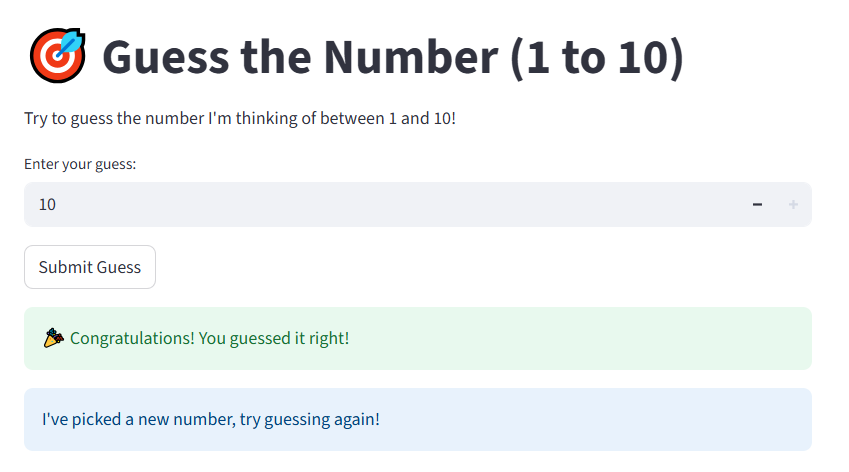 Guess the Number (1 to 10)
Try to guess the number I'm thinking of between 1 and 10!
Enter your guess:
10
Submit Guess
Congratulations! You guessed it right!
I've picked a new number, try guessing again!